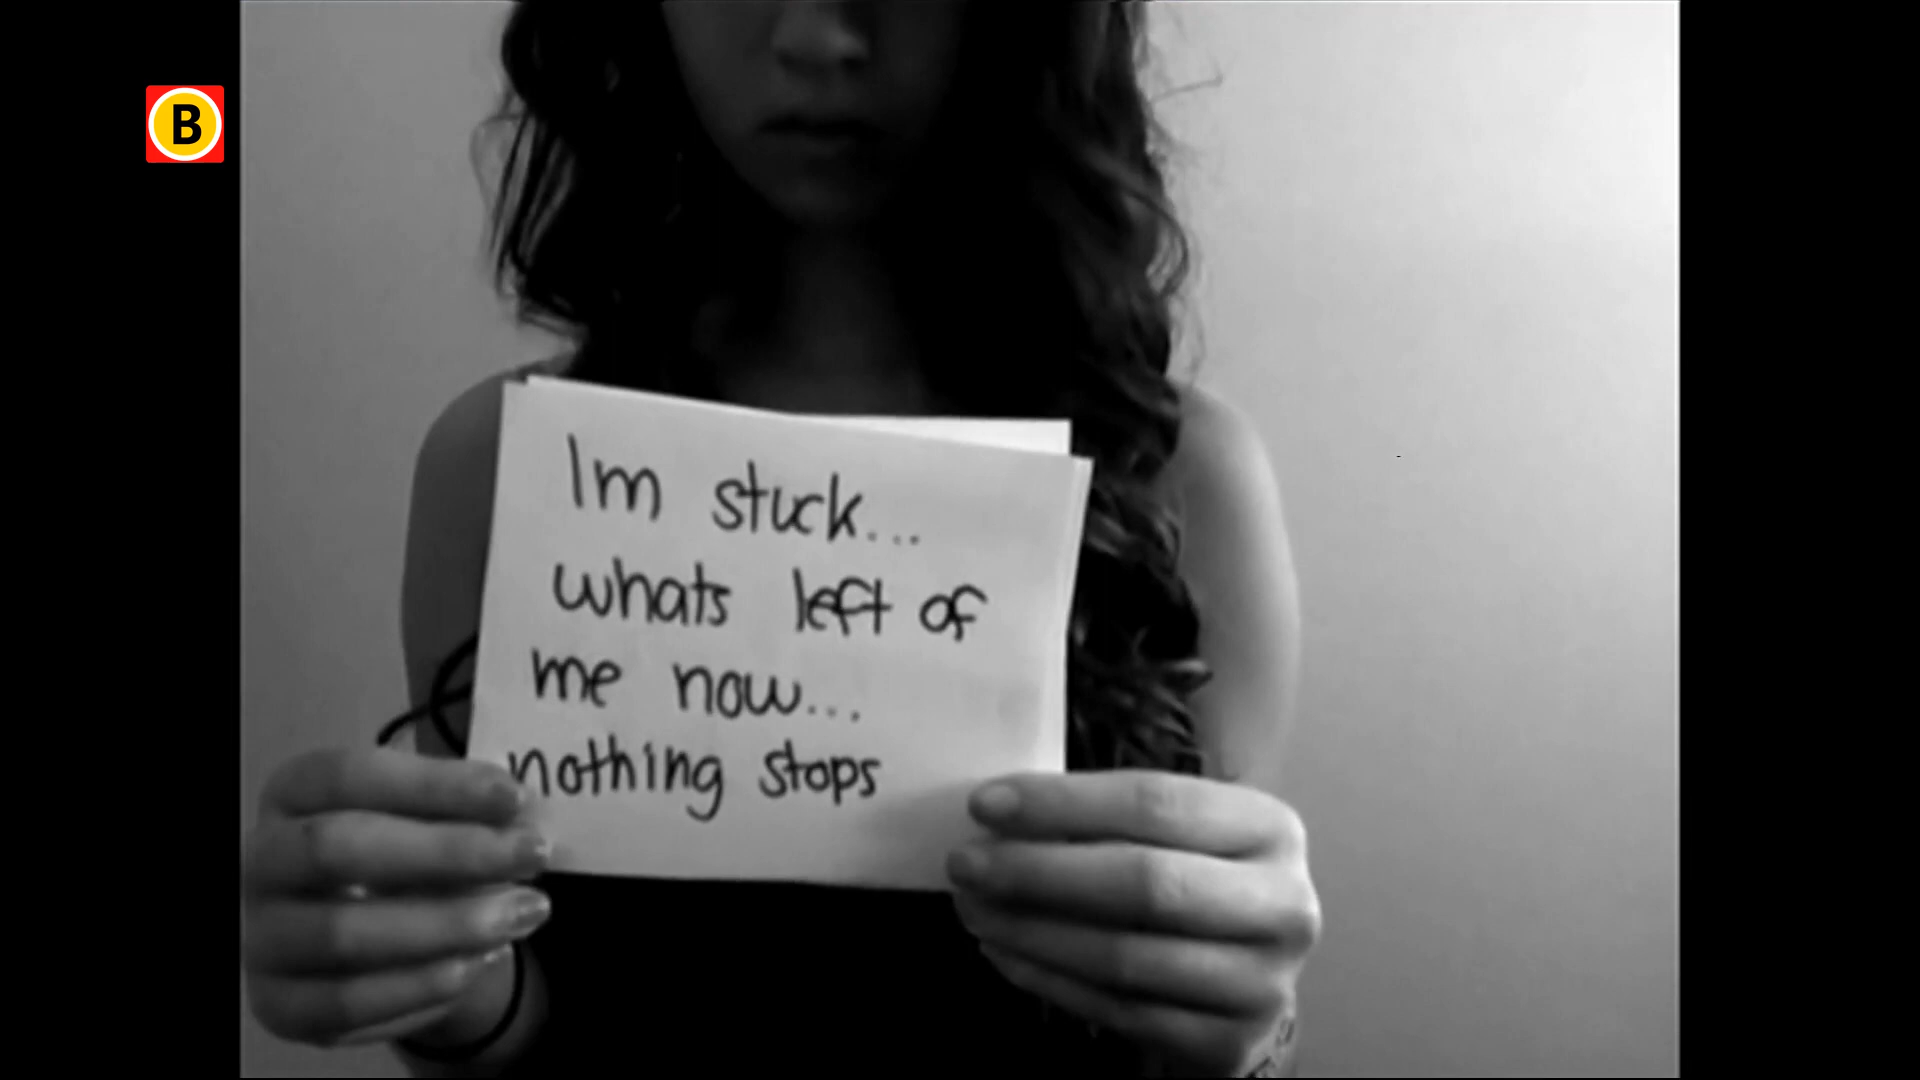 B
Im stuck...
whats left of
me now...
nothing stops